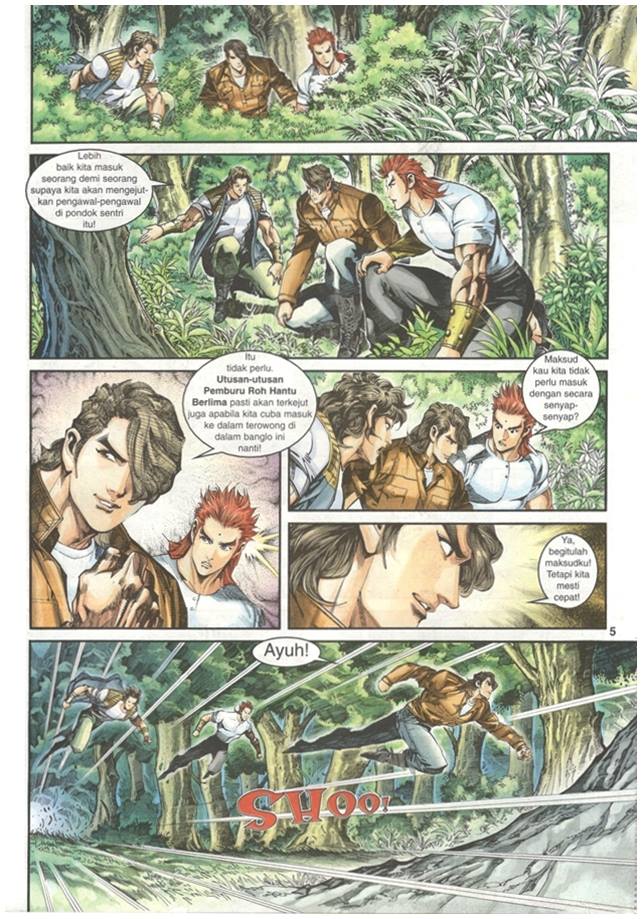 Lebih
baik kita masuk
seorang demi seorang
supaya kita akan mengejut-
kan pengawal-pengawal
di pondok sentri
itu!
Itu
tidak perlu.
Utusan-utusan
Pemburu Roh Hantu
Berlima pasti akan terkejut
juga apabila kita cuba masuk
ke dalam terowong di
dalam banglo ini
nanti!
Maksud
kau kita tidak
perlu masuk
dengan secara
senyap-
senyap?
Ya,
begitulah
maksudku!
Tetapi kita
mesti
cepat!
5
Ayuh!
SHOO!